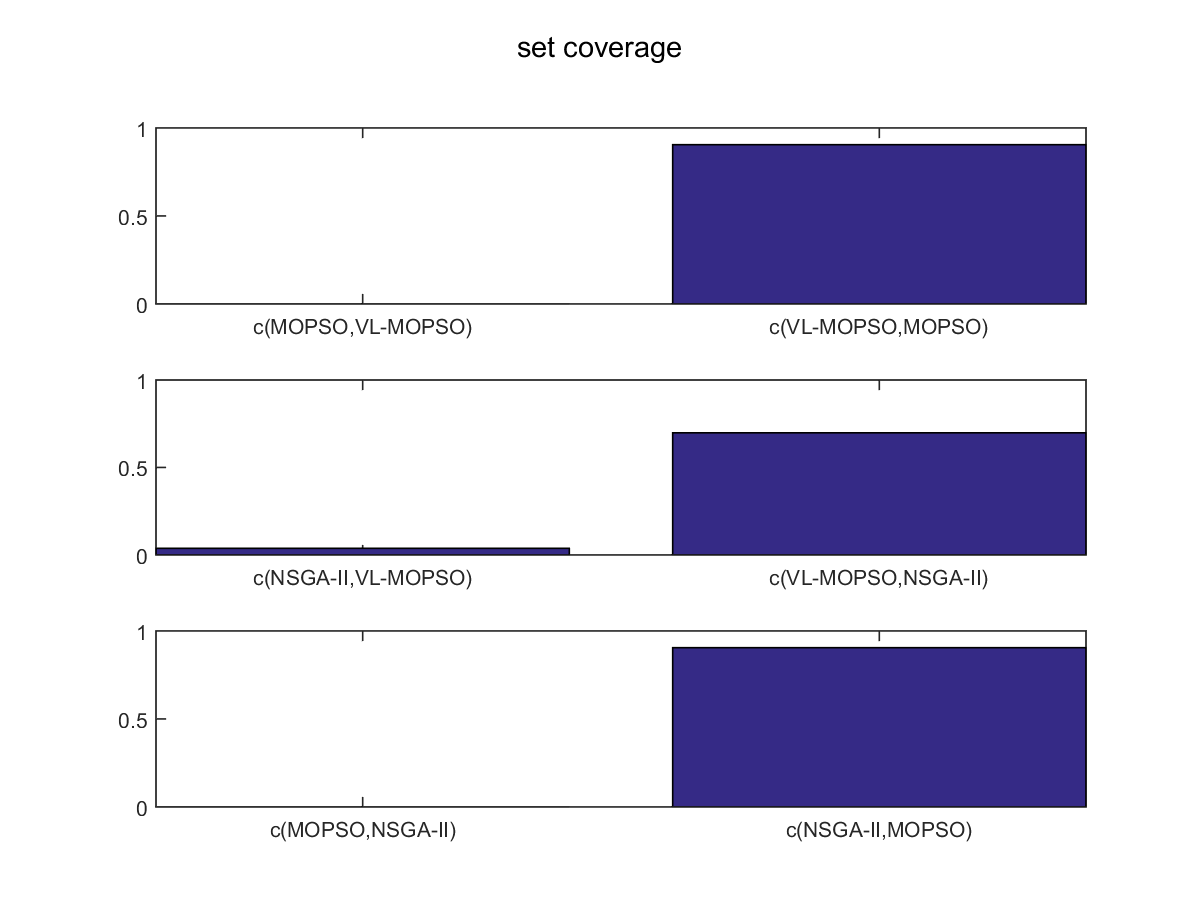 set coverage
1
0.5
0
c(MOPSO,VL-MOPSO) c(VL-MOPSO,MOPSO)
1
0.5
0
c(NSGA-II,VL-MOPSO) c(VL-MOPSO,NSGA-II)
1
0.5
0
c(MOPSO,NSGA-II) c(NSGA-II,MOPSO)